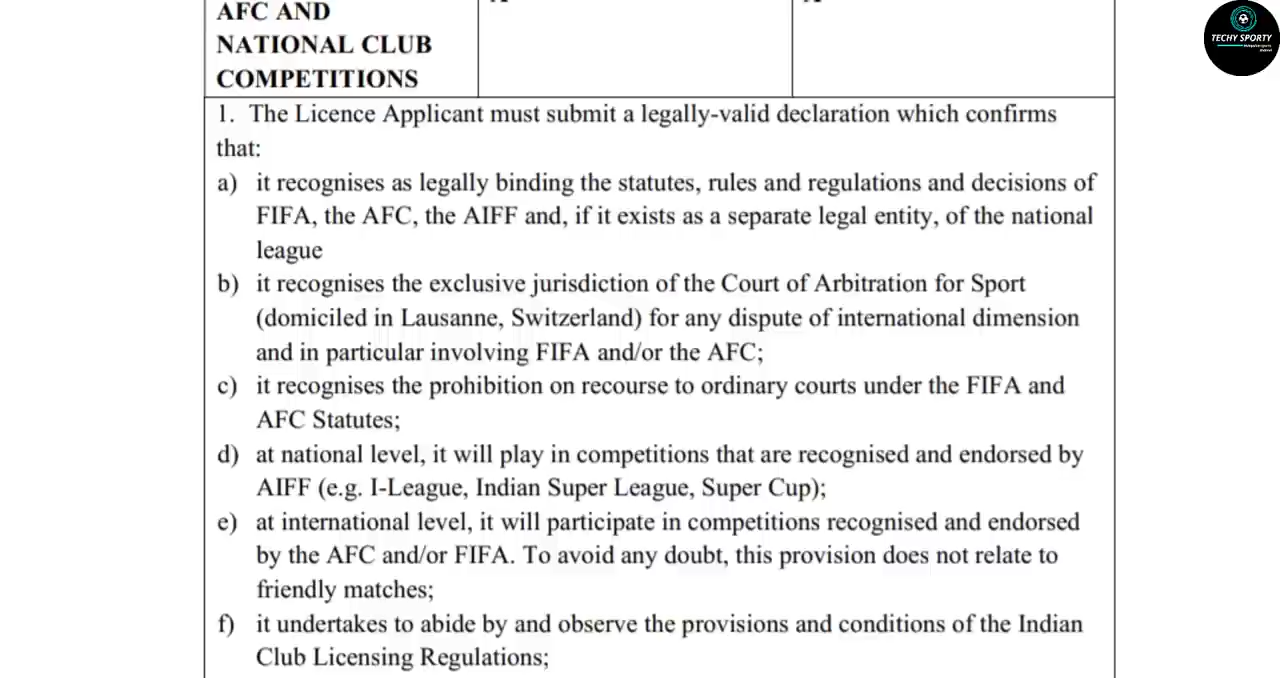 AFC AND
NATIONAL CLUB
COMPETITIONS
TECHY SPORTY
1. The Licence Applicant must submit a legally-valid declaration which confirms
that:
a) it recognises as legally binding the statutes, rules and regulations and decisions of
FIFA, the AFC, the AIFF and, if it exists as a separate legal entity, of the national
league
b) it recognises the exclusive jurisdiction of the Court of Arbitration for Sport
(domiciled in Lausanne, Switzerland) for any dispute of international dimension
and in particular involving FIFA and/or the AFC;
c) it recognises the prohibition on recourse to ordinary courts under the FIFA and
AFC Statutes;
d) at national level, it will play in competitions that are recognised and endorsed by
AIFF (e.g. I-League, Indian Super League, Super Cup);
e) at international level, it will participate in competitions recognised and endorsed
by the AFC and/or FIFA. To avoid any doubt, this provision does not relate to
friendly matches;
f) it undertakes to abide by and observe the provisions and conditions of the Indian
Club Licensing Regulations;